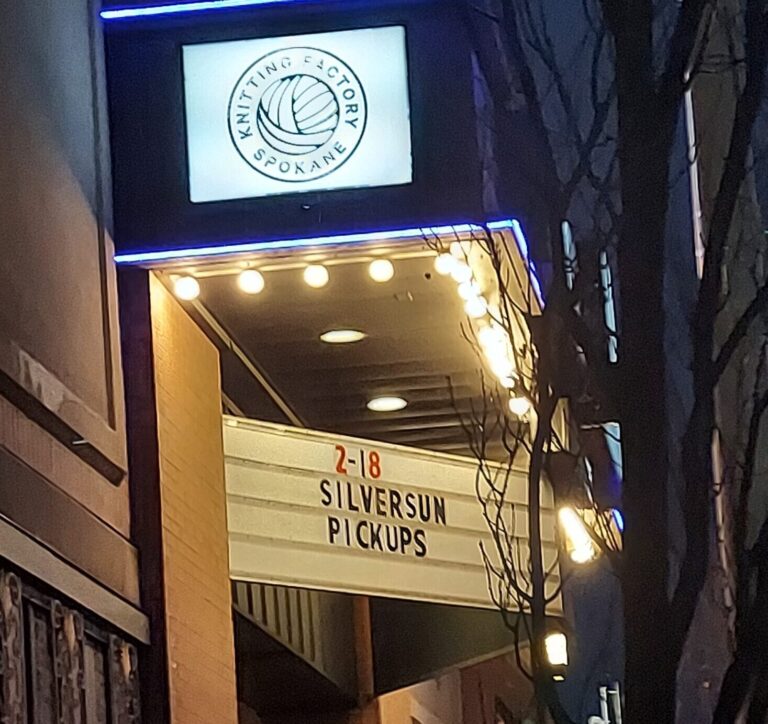 KNITTING FACTORY
SPOKANE
2-18
SILVERSUN
PICKUPS